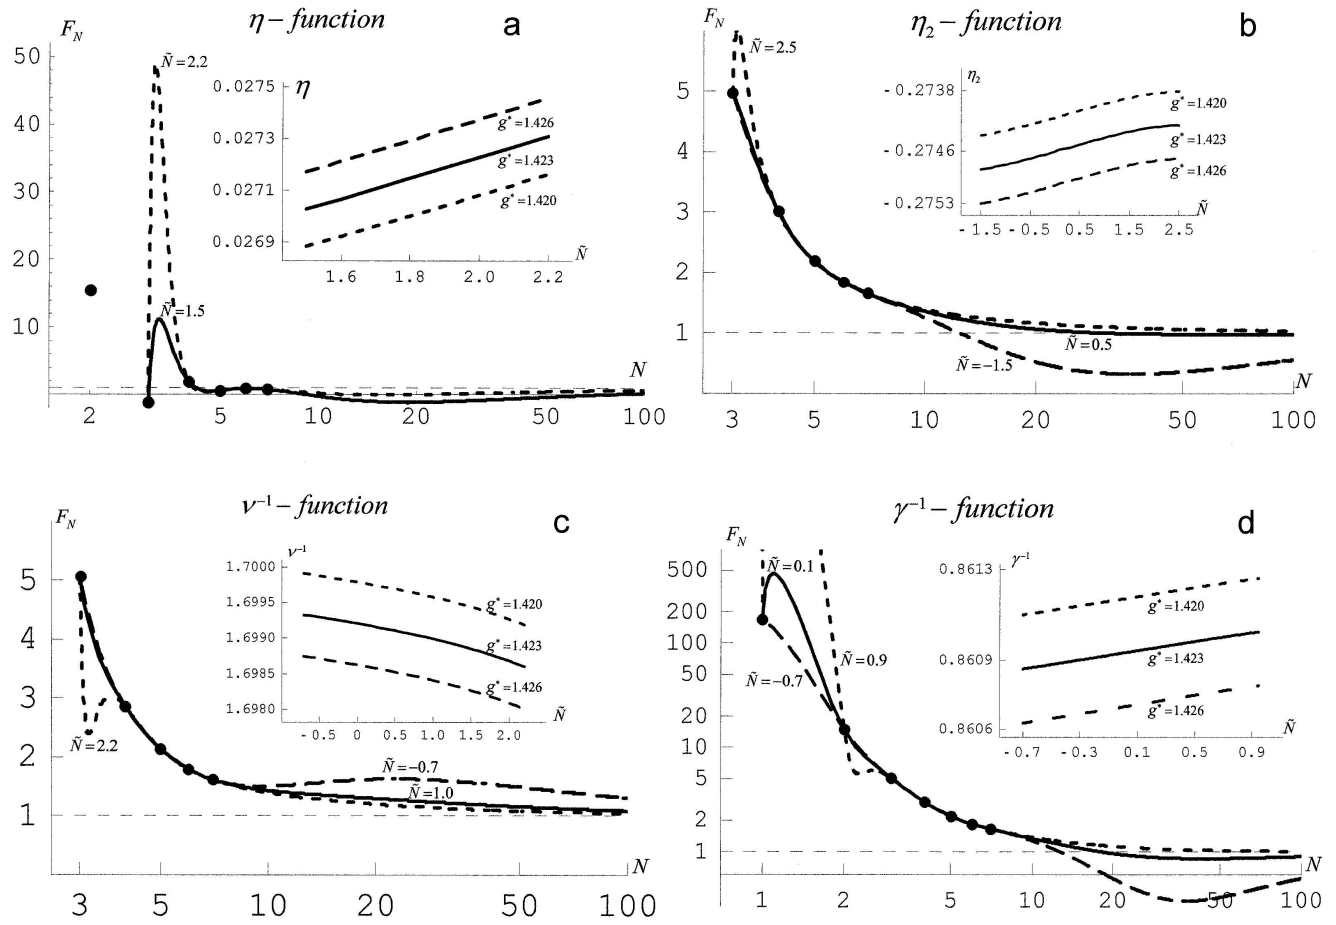 η – function
a
F_N
50
40
30
20
10
2
5
10
20
50
100
N
Ñ=2.2
Ñ=1.5
η
0.0275
0.0273
0.0271
0.0269
1.6
1.8
2.0
2.2
Ñ
g*=1.426
g*=1.423
g*=1.420
η₂ – function
b
F_N
5
4
3
2
1
3
5
10
20
50
100
N
Ñ=2.5
Ñ=0.5
Ñ=−1.5
η₂
-0.2738
-0.2746
-0.2753
-1.5
-0.5
0.5
1.5
2.5
Ñ
g*=1.420
g*=1.423
g*=1.426
ν⁻¹ – function
c
F_N
5
4
3
2
1
3
5
10
20
50
100
N
Ñ=2.2
Ñ=−0.7
Ñ=1.0
ν⁻¹
1.7000
1.6995
1.6990
1.6985
1.6980
-0.5
0
0.5
1.0
1.5
2.0
Ñ
g*=1.420
g*=1.423
g*=1.426
γ⁻¹ – function
d
F_N
500
200
100
50
20
10
5
2
1
1
2
5
10
20
50
100
N
Ñ=0.1
Ñ=0.9
Ñ=−0.7
γ⁻¹
0.8613
0.8609
0.8606
-0.7
-0.3
0.1
0.5
0.9
Ñ
g*=1.420
g*=1.423
g*=1.426